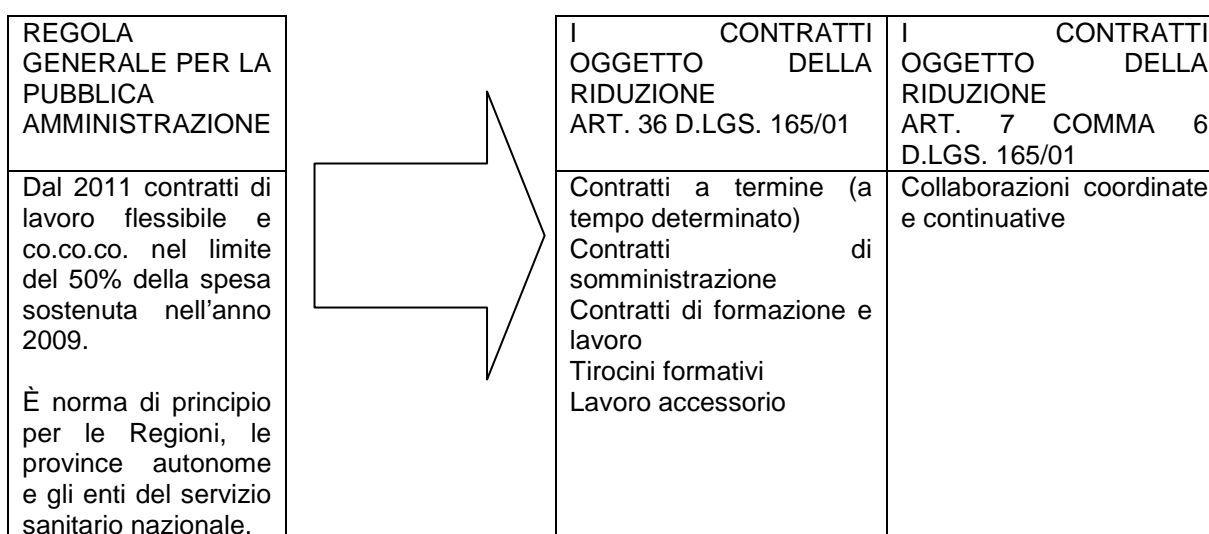 REGOLA
GENERALE PER LA
PUBBLICA
AMMINISTRAZIONE
Dal 2011 contratti di
lavoro flessibile e
co.co.co. nel limite
del 50% della spesa
sostenuta nell'anno
2009.
È norma di principio
per le Regioni, le
province autonome
e gli enti del servizio
sanitario nazionale.
I CONTRATTI
OGGETTO DELLA
RIDUZIONE
ART. 36 D.LGS. 165/01
Contratti a termine (a
tempo determinato)
Contratti di
somministrazione
Contratti di formazione e
lavoro
Tirocini formativi
Lavoro accessorio
I CONTRATTI
OGGETTO DELLA
RIDUZIONE
ART. 7 COMMA 6
D.LGS. 165/01
Collaborazioni coordinate
e continuative